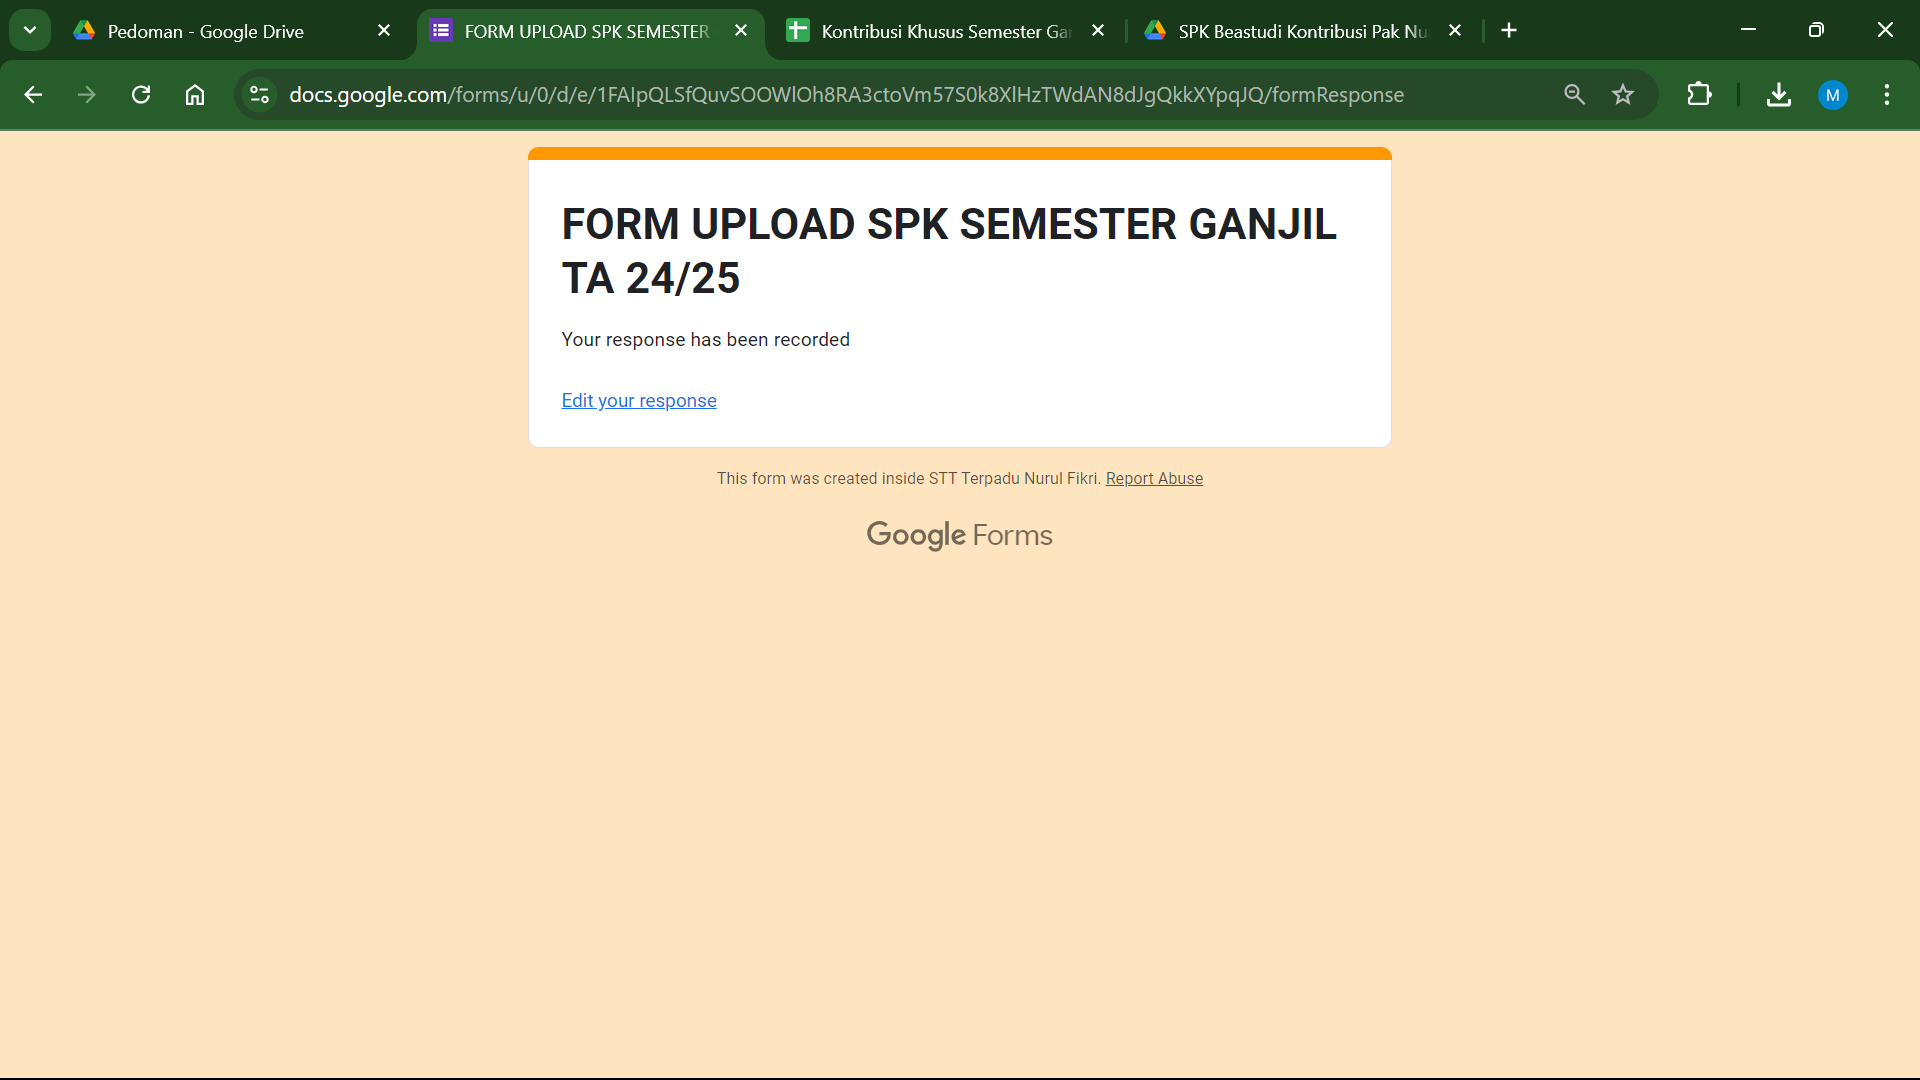 Pedoman - Google Drive
FORM UPLOAD SPK SEMESTER
Kontribusi Khusus Semester Ga
SPK Beastudi Kontribusi Pak Nu
docs.google.com/forms/u/0/d/e/1FAIpQLSfQuvSOOWlOh8RA3ctoVm57S0k8XlHzTWdAN8dJgQkkXYpqJQ/formResponse
M
FORM UPLOAD SPK SEMESTER GANJIL
TA 24/25
Your response has been recorded
Edit your response
This form was created inside STT Terpadu Nurul Fikri. Report Abuse
Google Forms